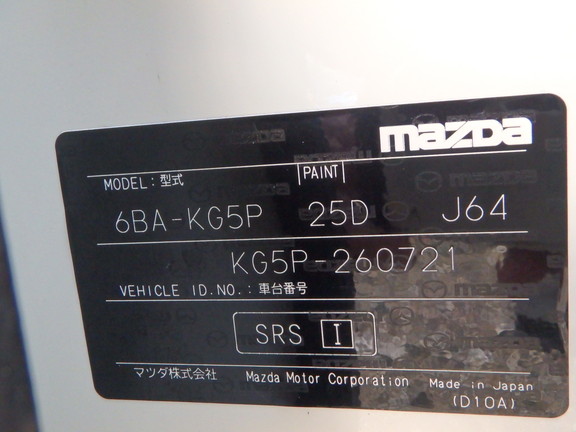 mazda
MODEL:型式 PAINT
6BA-KG5P 25D J64
KG5P-260721
VEHICLE ID.NO.:車台番号
SRS I
マツダ株式会社 Mazda Motor Corporation Made in Japan
(D10A)